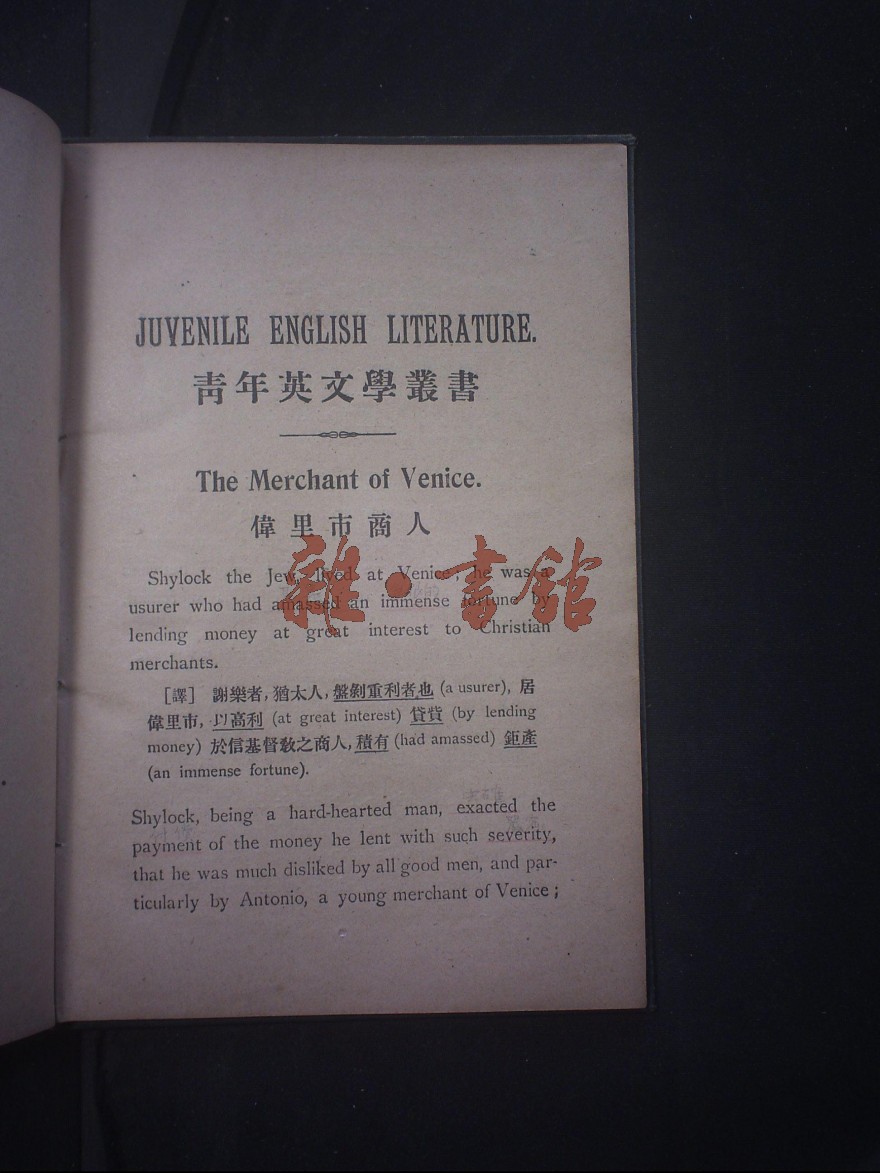 JUVENILE ENGLISH LITERATURE.
靑年英文學叢書
The Merchant of Venice.
偉里市商人
Shylock the Jew, lived at Venice; he was a
usurer who had amassed an immense fortune by
lending money at great interest to Christian
merchants.
[譯] 謝樂者,猶太人,盤剝重利者也 (a usurer), 居
偉里市,以高利 (at great interest) 貸貲 (by lending
money) 於信基督敎之商人,積有 (had amassed) 鉅產
(an immense fortune).
Shylock, being a hard-hearted man, exacted the
payment of the money he lent with such severity,
that he was much disliked by all good men, and par-
ticularly by Antonio, a young merchant of Venice;
雜·書館